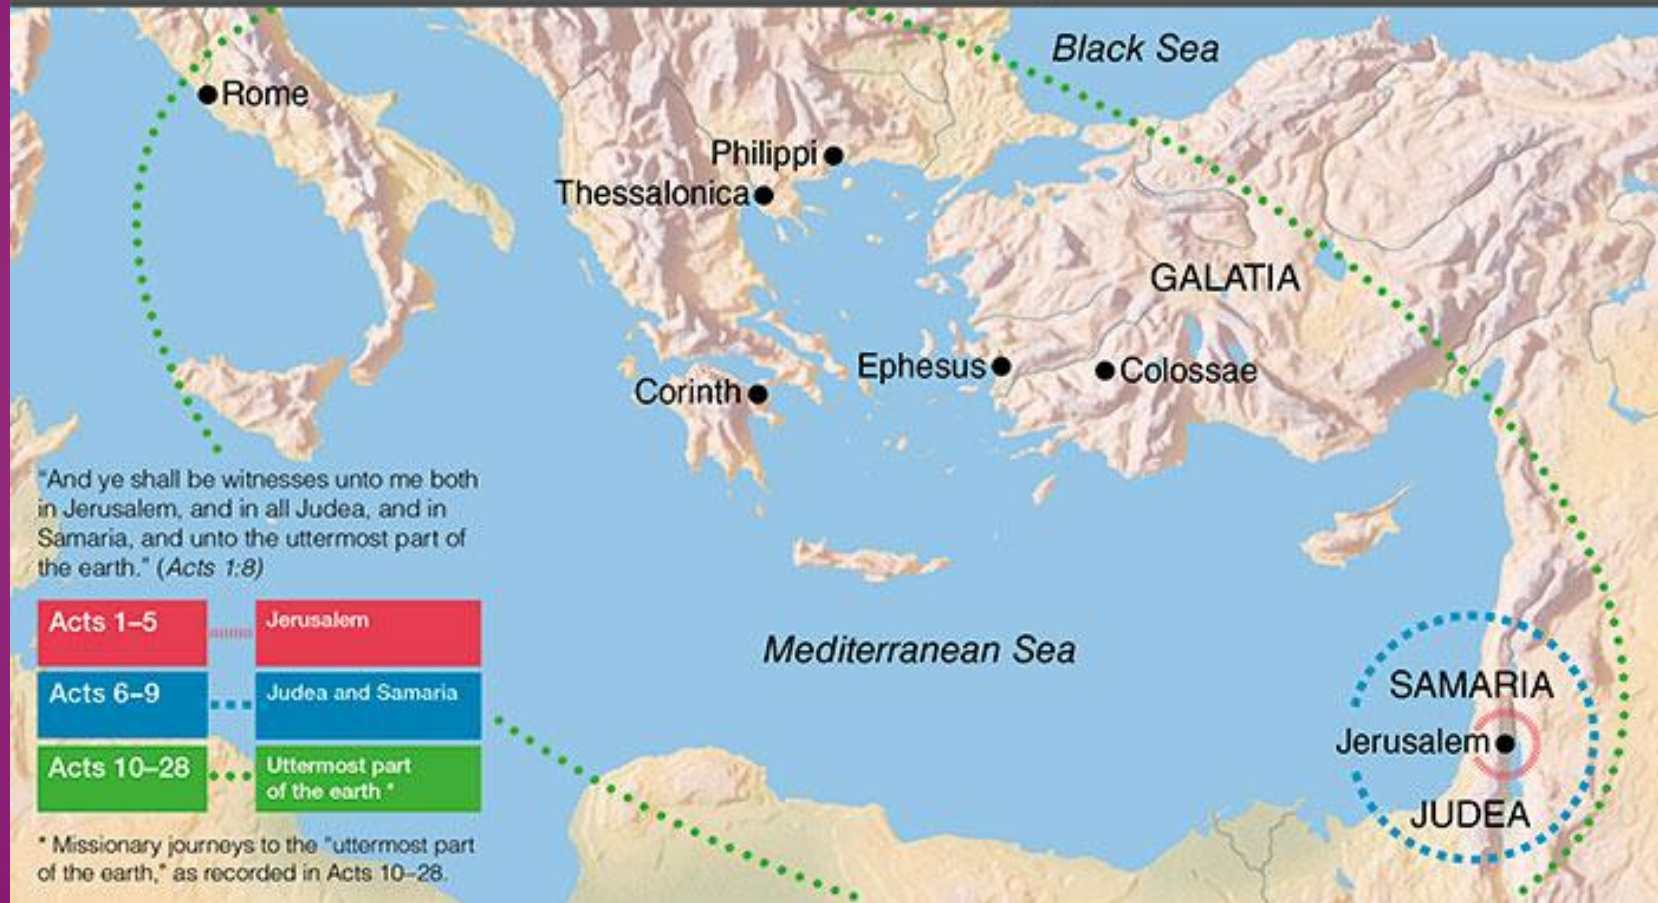 Black Sea
Rome
Philippi
Thessalonica
GALATIA
Ephesus
Colossae
Corinth
"And ye shall be witnesses unto me both
in Jerusalem, and in all Judea, and in
Samaria, and unto the uttermost part of
the earth." (Acts 1:8)
Acts 1–5
Jerusalem
Acts 6–9
Judea and Samaria
Acts 10–28
Uttermost part
of the earth *
* Missionary journeys to the "uttermost part
of the earth," as recorded in Acts 10–28.
Mediterranean Sea
SAMARIA
Jerusalem
JUDEA